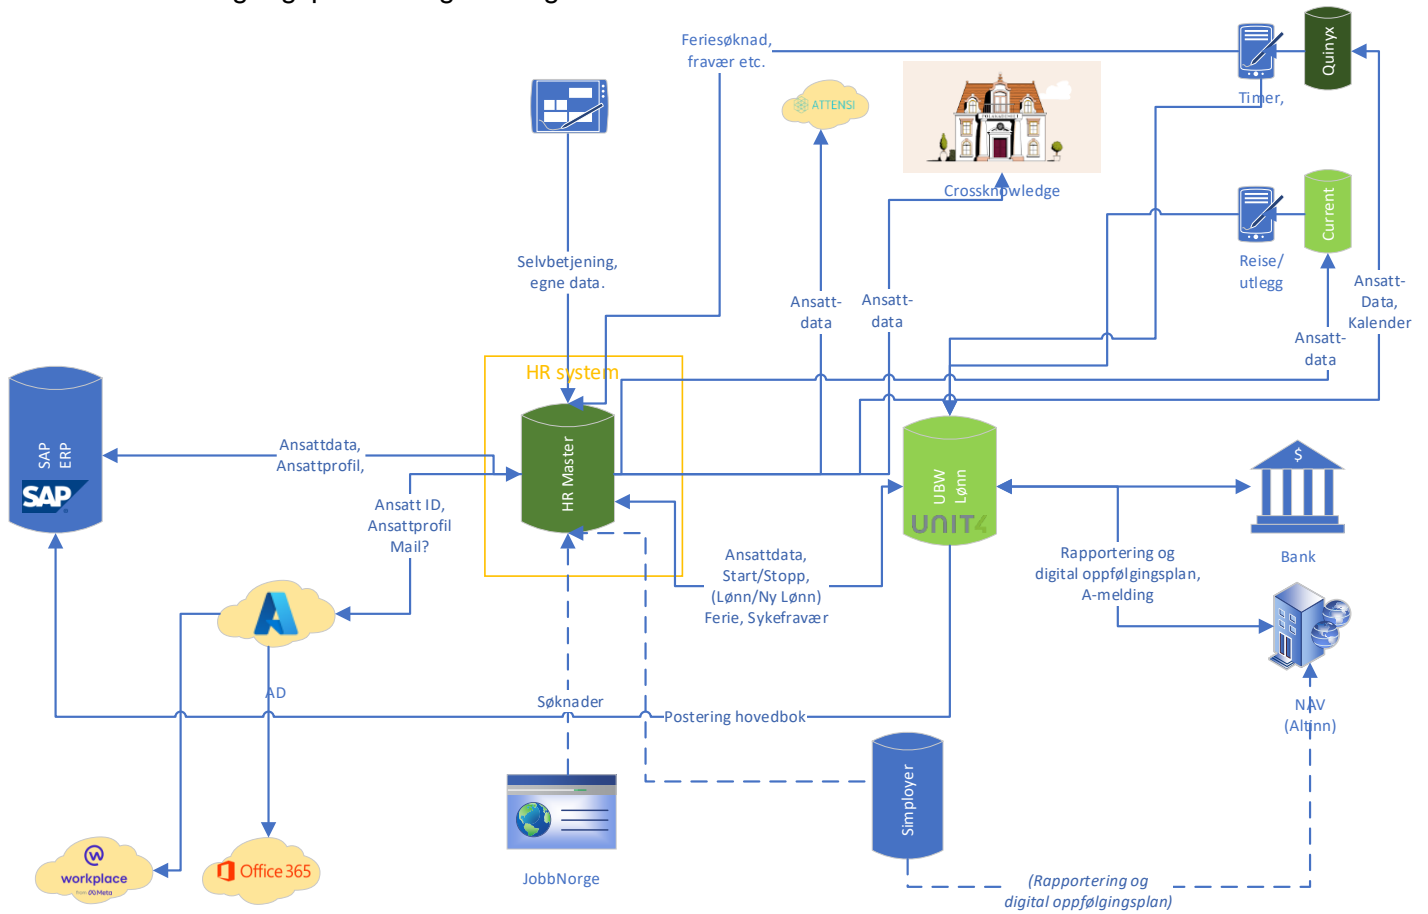 Feriesøknad,
fravær etc.
Quinyx
Timer,
ATTENSI
Crossknowledge
Current
Reise/
utlegg
Selvbetjening,
egne data.
Ansatt-
data
Ansatt-
data
Ansatt-
Data,
Kalender
Ansatt-
data
HR system
SAP
ERP
SAP
Ansattdata,
Ansattprofil,
HR Master
UBW
Lønn
UNIT4
$
Bank
Ansatt ID,
Ansattprofil
Mail?
Ansattdata,
Start/Stopp,
(Lønn/Ny Lønn)
Ferie, Sykefravær
Rapportering og
digital oppfølgingsplan,
A-melding
AD
Søknader
Postering hovedbok
NAV
(Altinn)
Simployer
JobbNorge
workplace
from Meta
Office 365
(Rapportering og
digital oppfølgingsplan)